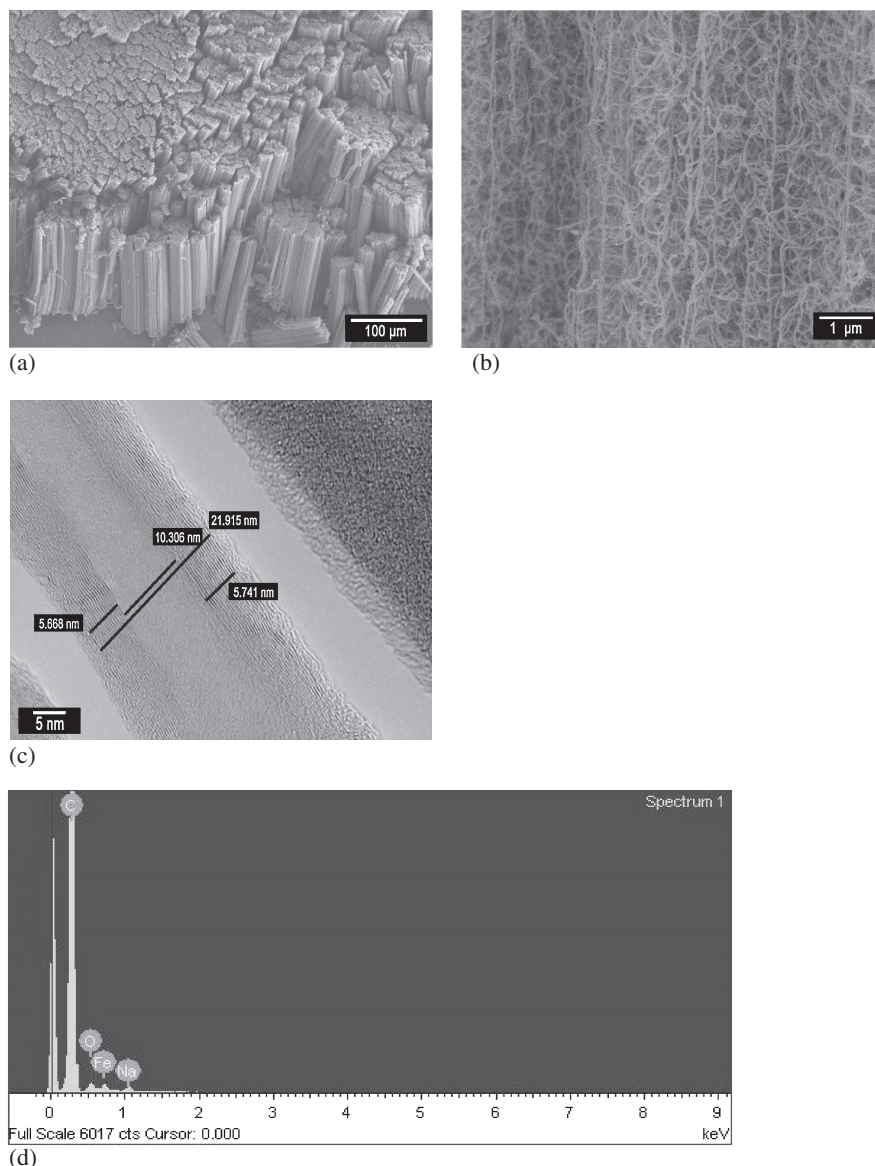 100 µm
1 µm
(a)
(b)
21.915 nm
10.306 nm
5.741 nm
5.668 nm
5 nm
(c)
Spectrum 1
C
O
Fe
Na
0 1 2 3 4 5 6 7 8 9
Full Scale 6017 cts Cursor: 0.000 keV
(d)